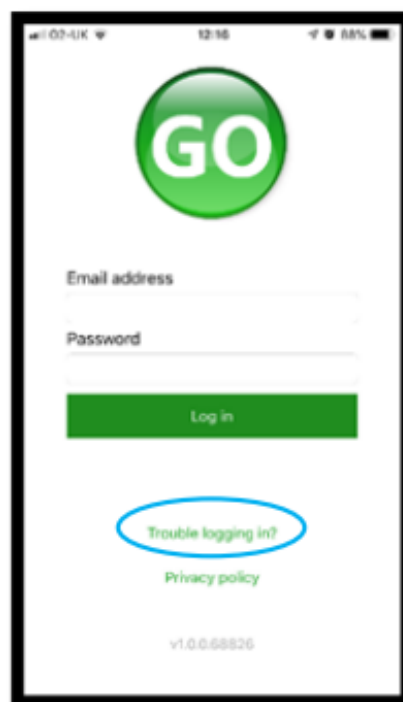 O2-UK 12:16 88%
GO
Email address
Password
Log in
Trouble logging in?
Privacy policy
v1.0.0.68826